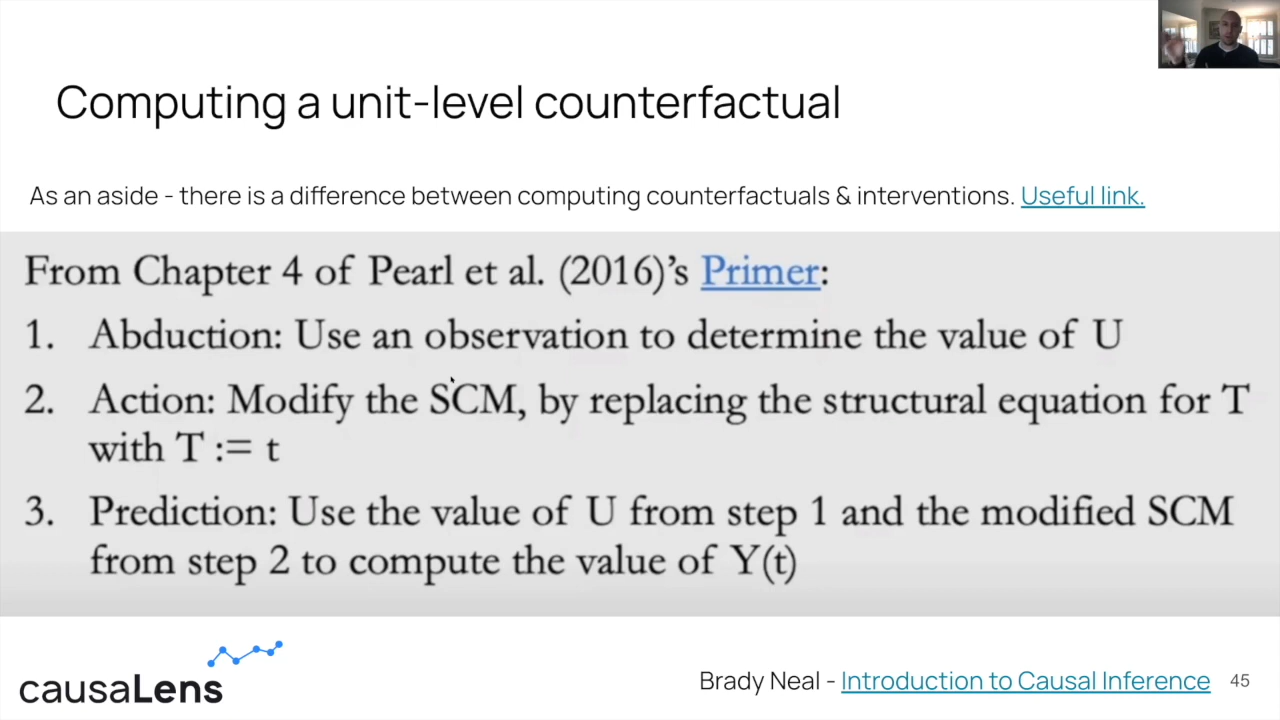 Computing a unit-level counterfactual
As an aside - there is a difference between computing counterfactuals & interventions. Useful link.
From Chapter 4 of Pearl et al. (2016)’s Primer:
1. Abduction: Use an observation to determine the value of U
2. Action: Modify the SCM, by replacing the structural equation for T
with T := t
3. Prediction: Use the value of U from step 1 and the modified SCM
from step 2 to compute the value of Y(t)
causaLens
Brady Neal - Introduction to Causal Inference 45